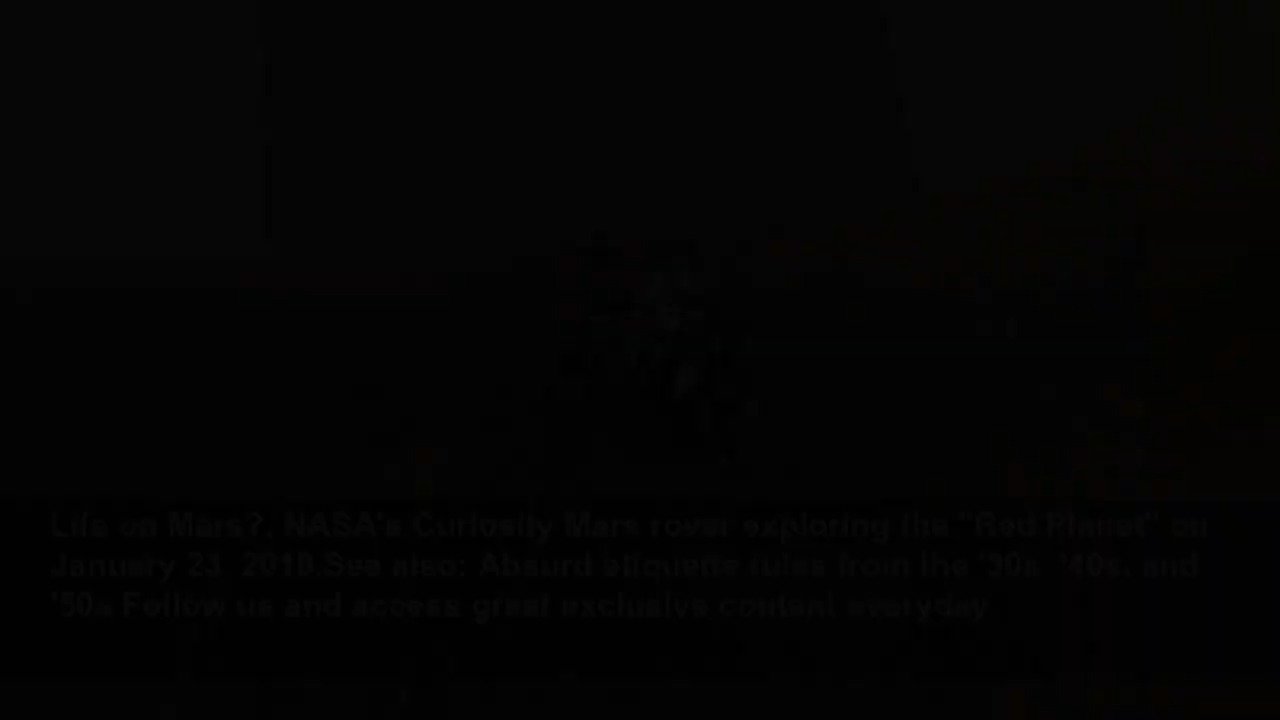 Life on Mars?, NASA's Curiosity Mars rover exploring the "Red Planet" on
January 23, 2018.See also: Absurd etiquette rules from the '30s, '40s, and
'50s Follow us and access great exclusive content everyday